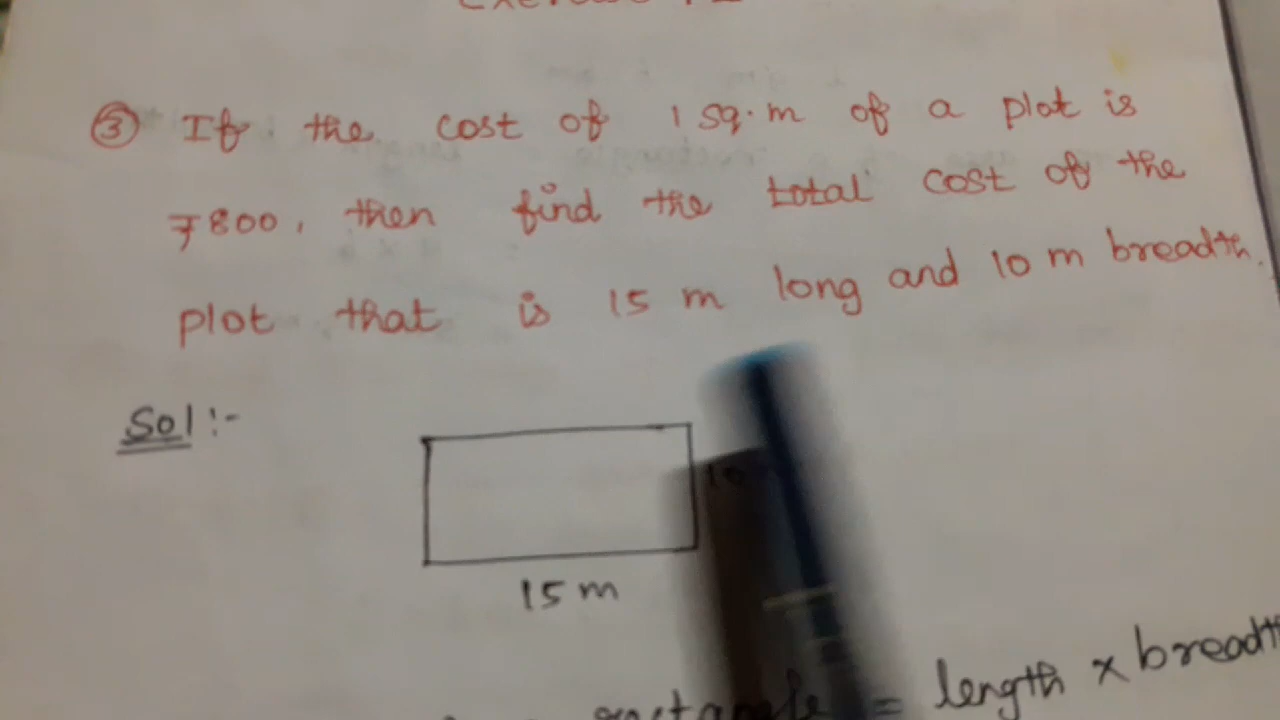 ③ If the cost of 1 sq.m of a plot is
₹800, then find the total cost of the
plot that is 15 m long and 10 m breadth.
Sol :-
10
15 m
= length × breadth